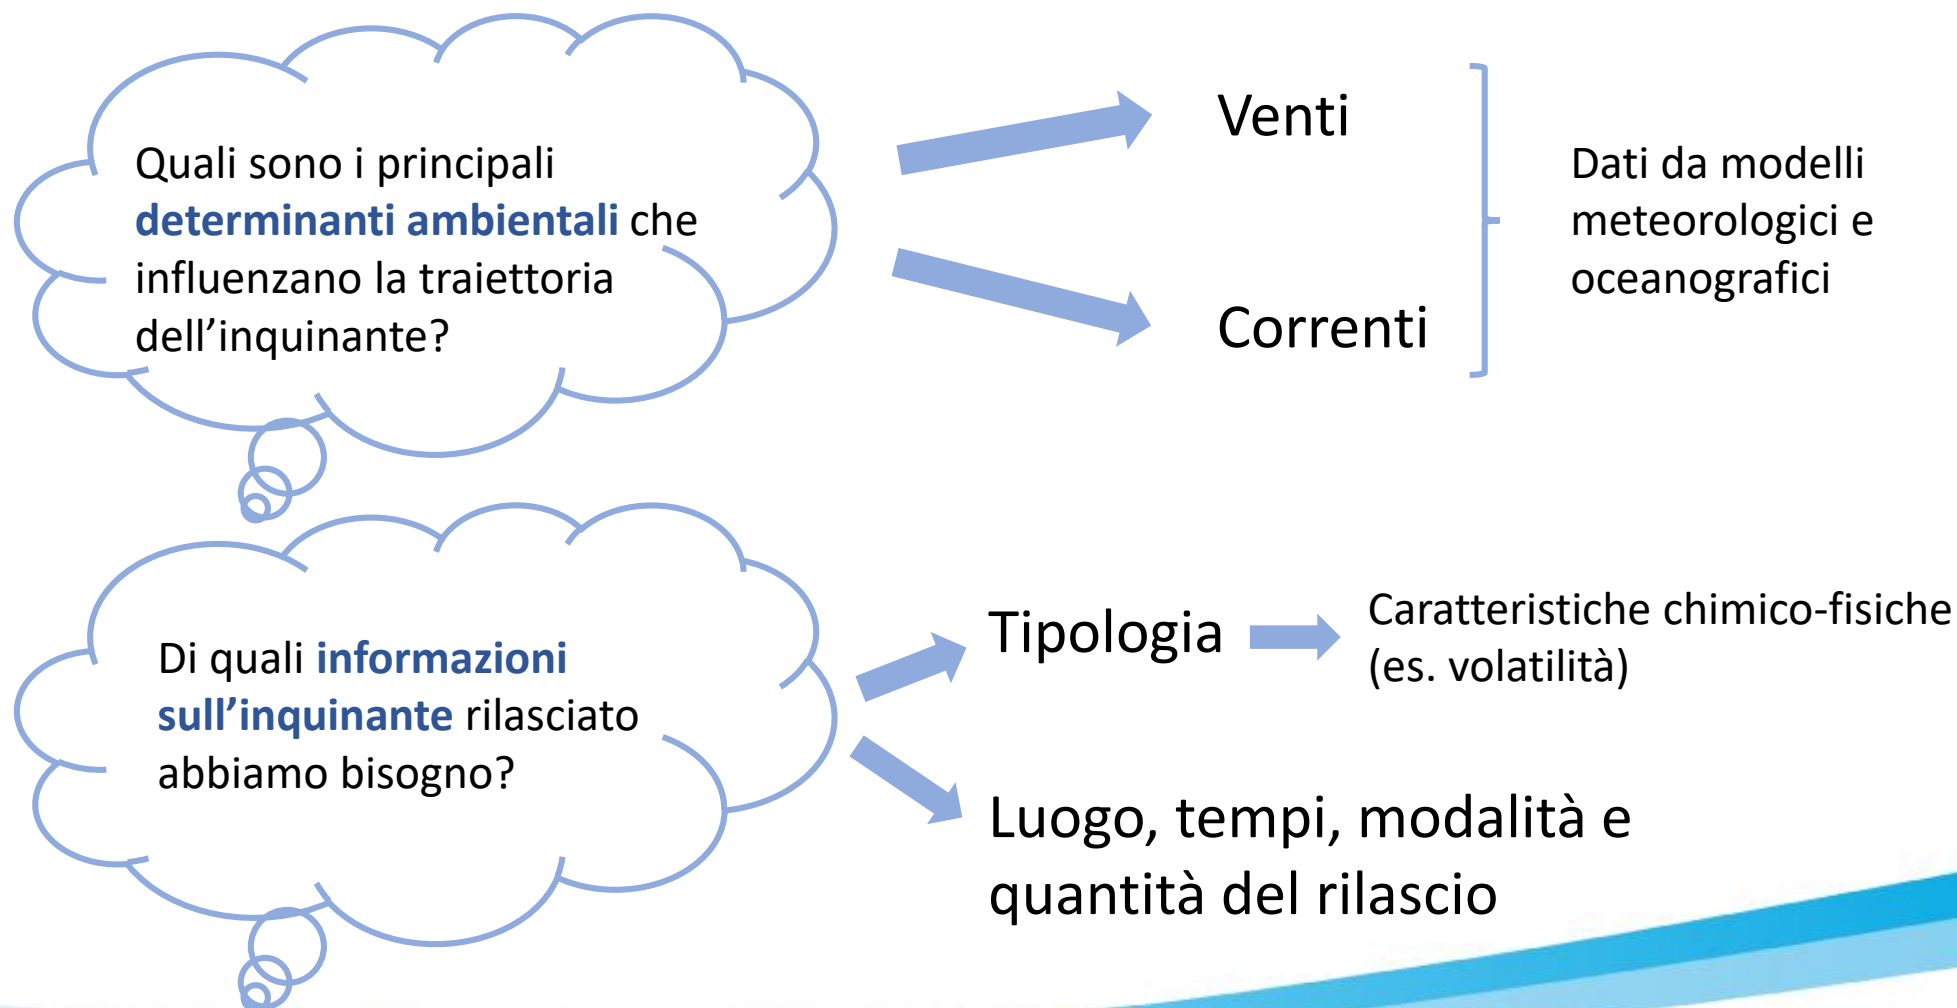 Quali sono i principali
determinanti ambientali che
influenzano la traiettoria
dell’inquinante?
Venti
Correnti
Dati da modelli
meteorologici e
oceanografici
Di quali informazioni
sull’inquinante rilasciato
abbiamo bisogno?
Tipologia
Caratteristiche chimico-fisiche
(es. volatilità)
Luogo, tempi, modalità e
quantità del rilascio